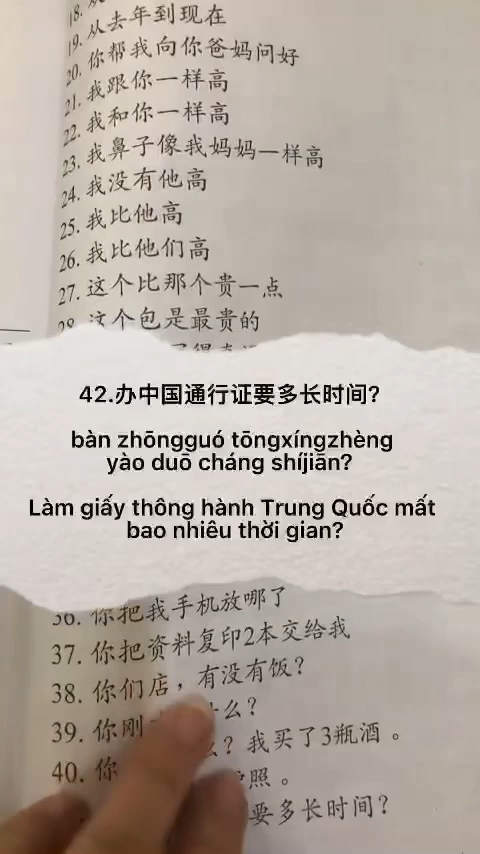 18.
19. 从去年到现在
20. 你帮我向你爸妈问好
21. 我跟你一样高
22. 我和你一样高
23. 我鼻子像我妈妈一样高
24. 我没有他高
25. 我比他高
26. 我比他们高
27. 这个比那个贵一点
28. 这个包是最贵的
42.办中国通行证要多长时间?
bàn zhōngguó tōngxíngzhèng
yào duō cháng shíjiān?
Làm giấy thông hành Trung Quốc mất
bao nhiêu thời gian?
36. 你把我手机放哪了
37. 你把资料复印2本交给我
38. 你们店，有没有饭?
39. 你刚 什么?
40. 你 么? 我买了3瓶酒。
照。
要多长时间?